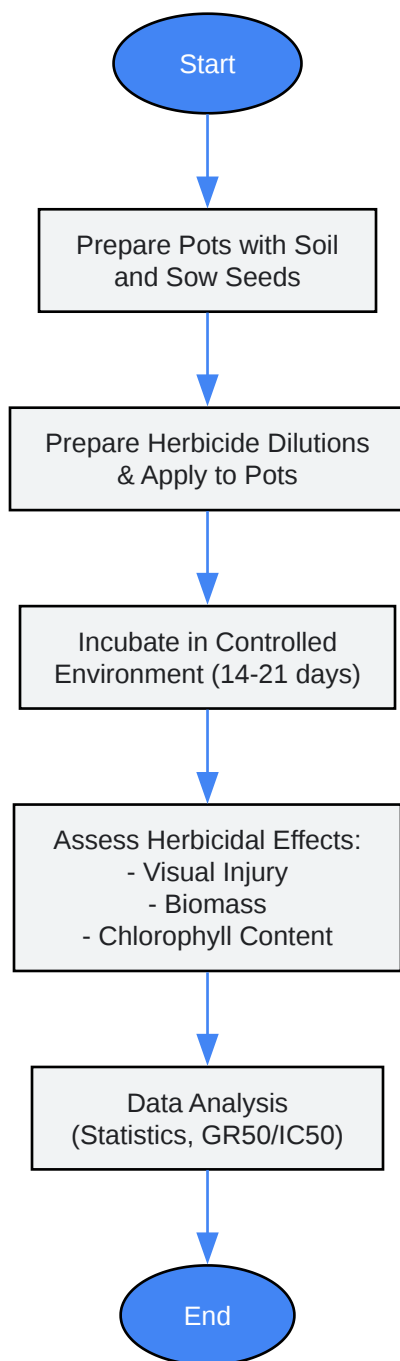 Start
Prepare Pots with Soil
and Sow Seeds
Prepare Herbicide Dilutions
& Apply to Pots
Incubate in Controlled
Environment (14-21 days)
Assess Herbicidal Effects:
- Visual Injury
- Biomass
- Chlorophyll Content
Data Analysis
(Statistics, GR50/IC50)
End